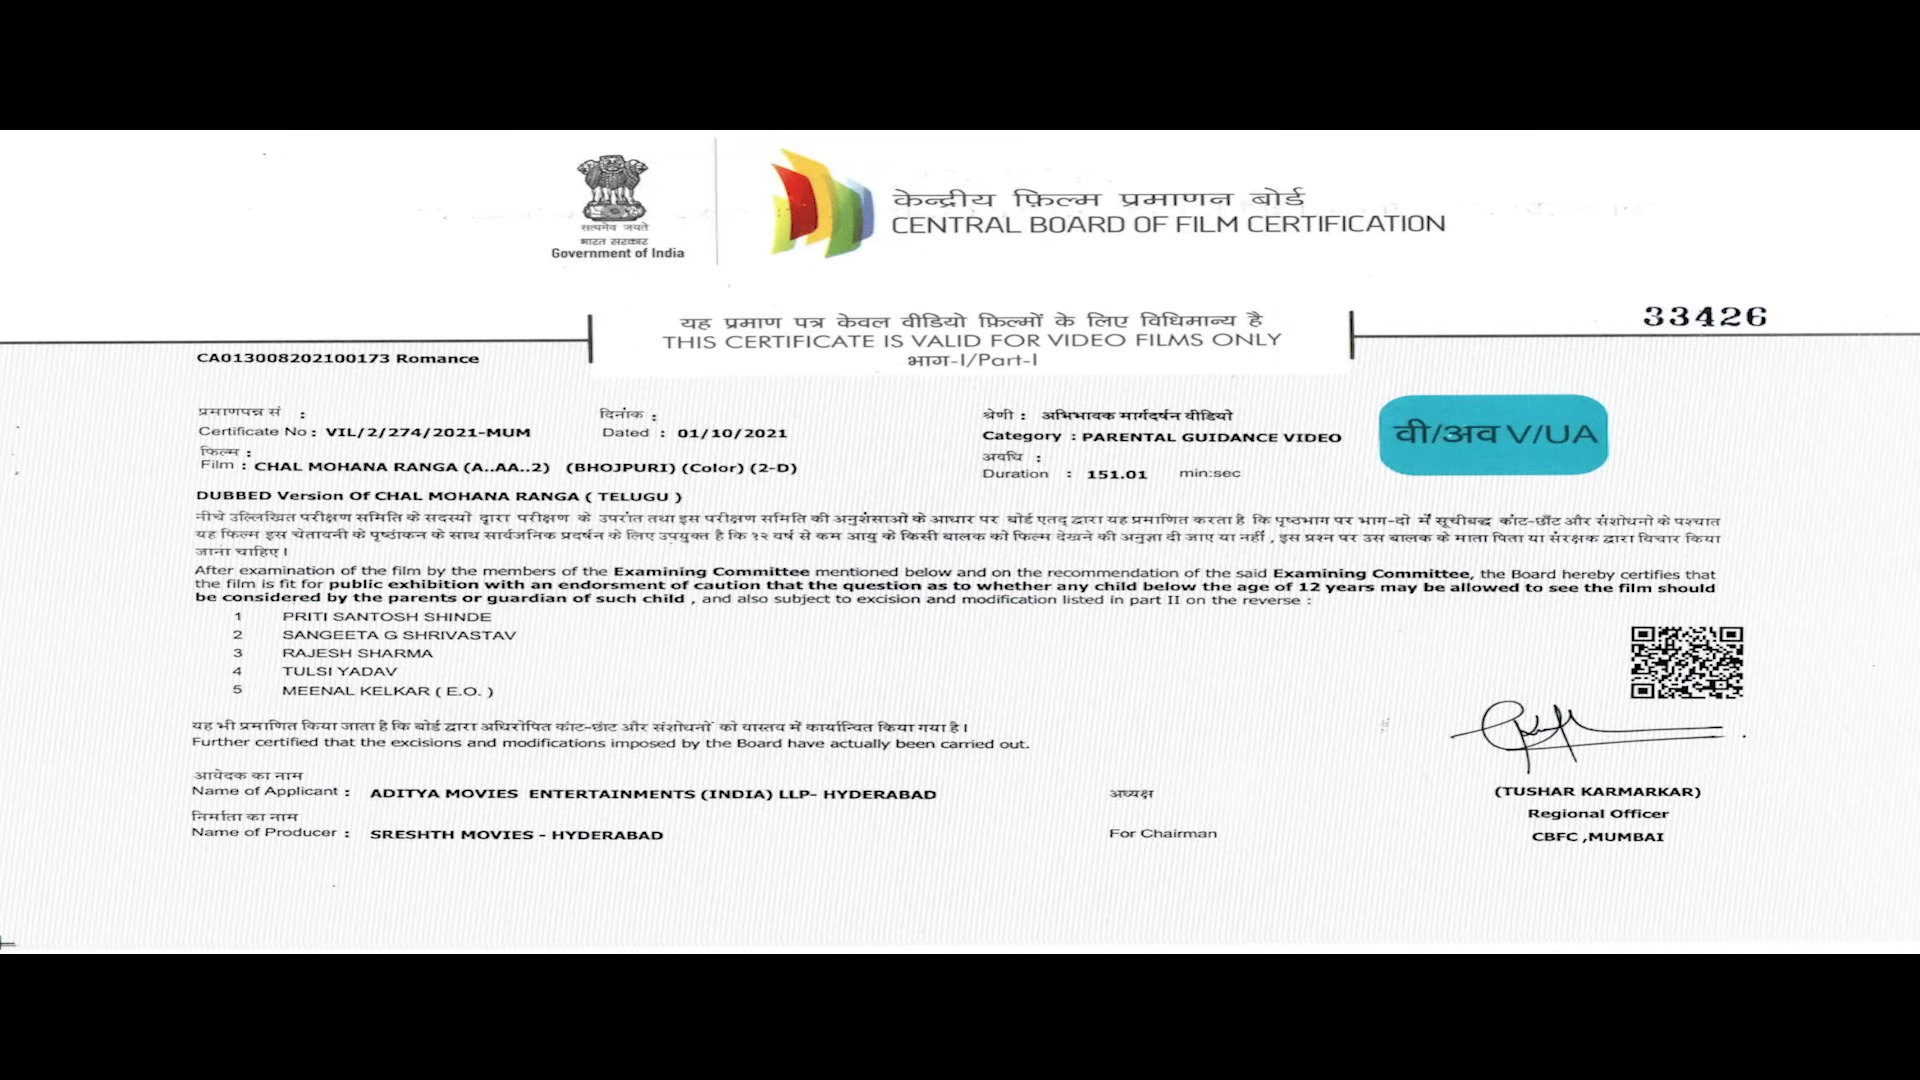 सत्यमेव जयते
भारत सरकार
Government of India
केन्द्रीय फ़िल्म प्रमाणन बोर्ड
CENTRAL BOARD OF FILM CERTIFICATION
33426
यह प्रमाण पत्र केवल वीडियो फ़िल्मों के लिए विधिमान्य है
THIS CERTIFICATE IS VALID FOR VIDEO FILMS ONLY
भाग-I/Part-I
CA013008202100173 Romance
प्रमाणपत्र सं : दिनांक : श्रेणी : अभिभावक मार्गदर्षन वीडियो
Certificate No : VIL/2/274/2021-MUM Dated : 01/10/2021 Category : PARENTAL GUIDANCE VIDEO
वी/अव V/UA
फिल्म : अवधि :
Film : CHAL MOHANA RANGA (A..AA..2) (BHOJPURI) (Color) (2-D) Duration : 151.01 min:sec
DUBBED Version Of CHAL MOHANA RANGA ( TELUGU )
नीचे उल्लिखित परीक्षण समिति के सदस्यो द्वारा परीक्षण के उपरांत तथा इस परीक्षण समिति की अनुशंसाओ के आधार पर बोर्ड एतद् द्वारा यह प्रमाणित करता है कि पृष्ठभाग पर भाग-दो में सूचीबद्ध कांट-छाँट और संशोधनो के पश्चात
यह फिल्म इस चेतावनी के पृष्ठांकन के साथ सार्वजनिक प्रदर्षन के लिए उपयुक्त है कि १२ वर्ष से कम आयु के किसी बालक को फिल्म देखने की अनुज्ञा दी जाए या नहीं , इस प्रश्न पर उस बालक के माता पिता या संरक्षक द्वारा विचार किया
जाना चाहिए ।
After examination of the film by the members of the Examining Committee mentioned below and on the recommendation of the said Examining Committee, the Board hereby certifies that
the film is fit for public exhibition with an endorsment of caution that the question as to whether any child below the age of 12 years may be allowed to see the film should
be considered by the parents or guardian of such child , and also subject to excision and modification listed in part II on the reverse :
1 PRITI SANTOSH SHINDE
2 SANGEETA G SHRIVASTAV
3 RAJESH SHARMA
4 TULSI YADAV
5 MEENAL KELKAR ( E.O. )
यह भी प्रमाणित किया जाता है कि बोर्ड द्वारा अधिरोपित कांट-छांट और संशोधनों को वास्तव में कार्यान्वित किया गया है ।
Further certified that the excisions and modifications imposed by the Board have actually been carried out.
आवेदक का नाम
Name of Applicant : ADITYA MOVIES ENTERTAINMENTS (INDIA) LLP- HYDERABAD
निर्माता का नाम
Name of Producer : SRESHTH MOVIES - HYDERABAD
अध्यक्ष
For Chairman
(TUSHAR KARMARKAR)
Regional Officer
CBFC ,MUMBAI